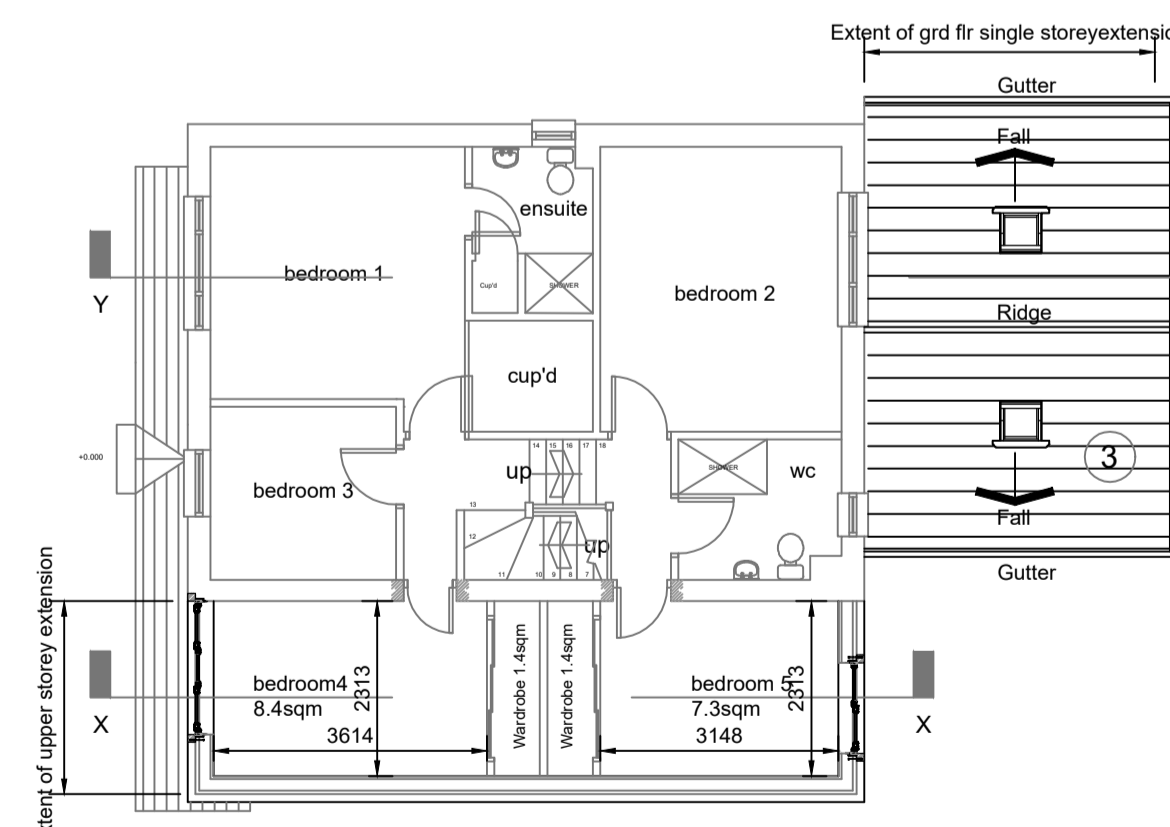 Extent of grd flr single storeyextensio
Gutter
Fall
ensuite
bedroom 1
Cup'd
SHOWER
bedroom 2
Y
Ridge
cup'd
14 15 16 17 18
+0.000
up
SHOWER
wc
3
bedroom 3
13
12
11
10 9 8 7
up
Fall
Gutter
xtent of upper storey extension
bedroom4
8.4sqm
2313
3614
Wardrobe 1.4sqm
Wardrobe 1.4sqm
bedroom 5
7.3sqm
2313
3148
X
X